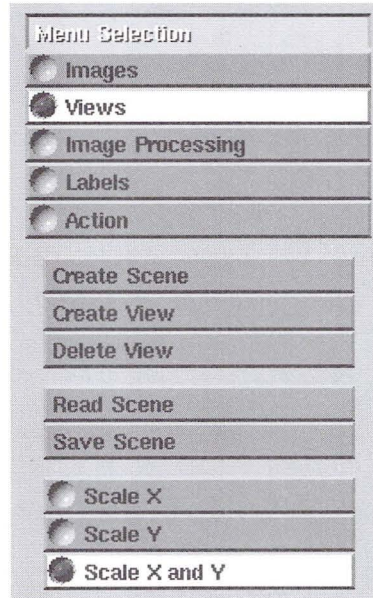 Menu Selection
Images
Views
Image Processing
Labels
Action
Create Scene
Create View
Delete View
Read Scene
Save Scene
Scale X
Scale Y
Scale X and Y